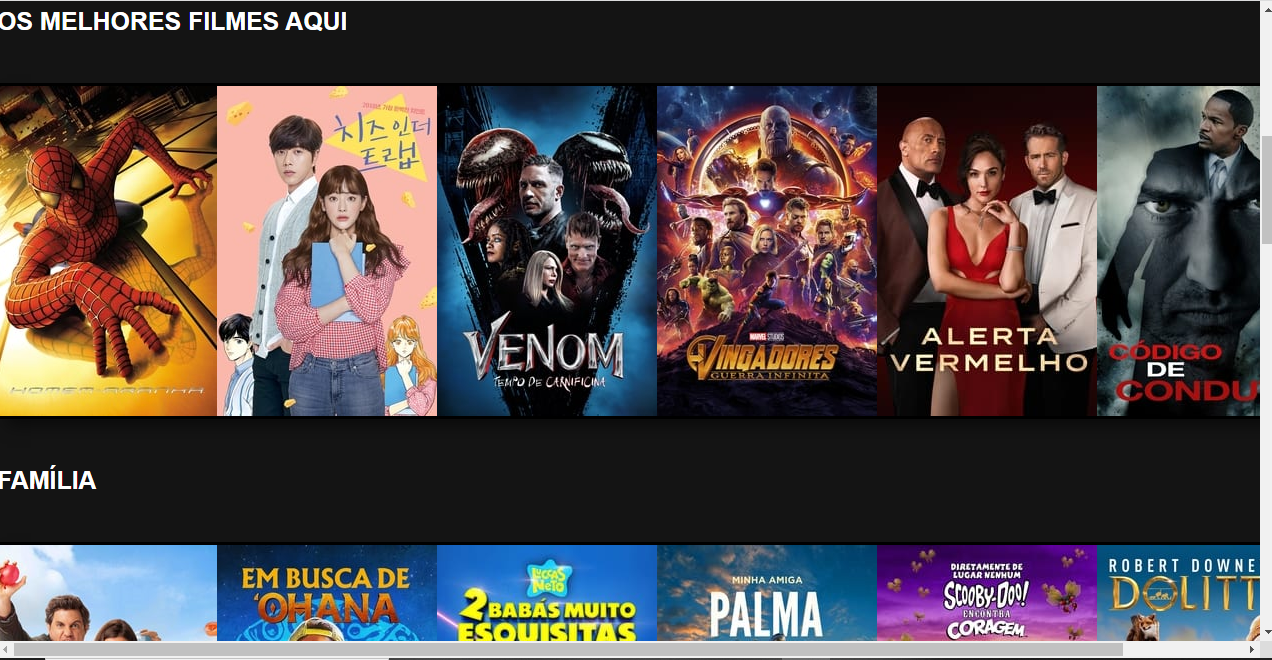 OS MELHORES FILMES AQUI
HOMEM-ARANHA
치즈 인 더
트랩
VENOM
TEMPO DE CARNIFICINA
MARVEL STUDIOS
VINGADORES
GUERRA INFINITA
ALERTA
VERMELHO
CÓDIGO
DE
CONDU
FAMÍLIA
EM BUSCA DE
'OHANA
LUCCAS
NETO
2 BABÁS MUITO
ESQUISITAS
MINHA AMIGA
PALMA
DIRETAMENTE DE
LUGAR NENHUM
SCOOBY-DOO!
ENCONTRA
CORAGEM
ROBERT DOWNE
DOLITT